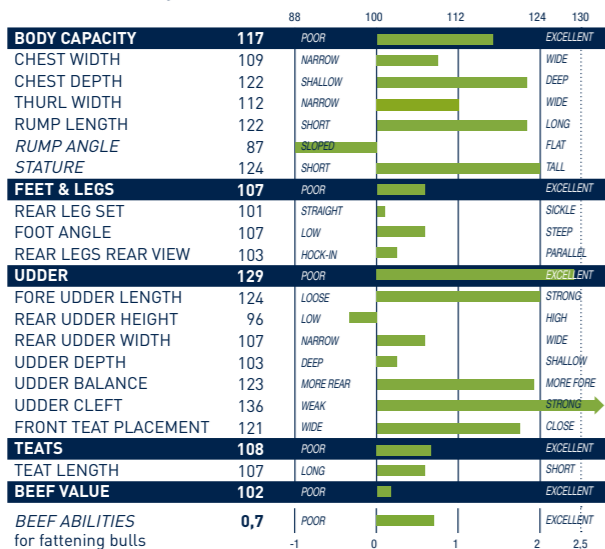 88 100 112 124 130
BODY CAPACITY 117 POOR EXCELLENT
CHEST WIDTH 109 NARROW WIDE
CHEST DEPTH 122 SHALLOW DEEP
THURL WIDTH 112 NARROW WIDE
RUMP LENGTH 122 SHORT LONG
RUMP ANGLE 87 SLOPED FLAT
STATURE 124 SHORT TALL
FEET & LEGS 107 POOR EXCELLENT
REAR LEG SET 101 STRAIGHT SICKLE
FOOT ANGLE 107 LOW STEEP
REAR LEGS REAR VIEW 103 HOCK-IN PARALLEL
UDDER 129 POOR EXCELLENT
FORE UDDER LENGTH 124 LOOSE STRONG
REAR UDDER HEIGHT 96 LOW HIGH
REAR UDDER WIDTH 107 NARROW WIDE
UDDER DEPTH 103 DEEP SHALLOW
UDDER BALANCE 123 MORE REAR MORE FORE
UDDER CLEFT 136 WEAK STRONG
FRONT TEAT PLACEMENT 121 WIDE CLOSE
TEATS 108 POOR EXCELLENT
TEAT LENGTH 107 LONG SHORT
BEEF VALUE 102 POOR EXCELLENT
BEEF ABILITIES 0,7 POOR EXCELLENT
for fattening bulls -1 0 1 2 2,5